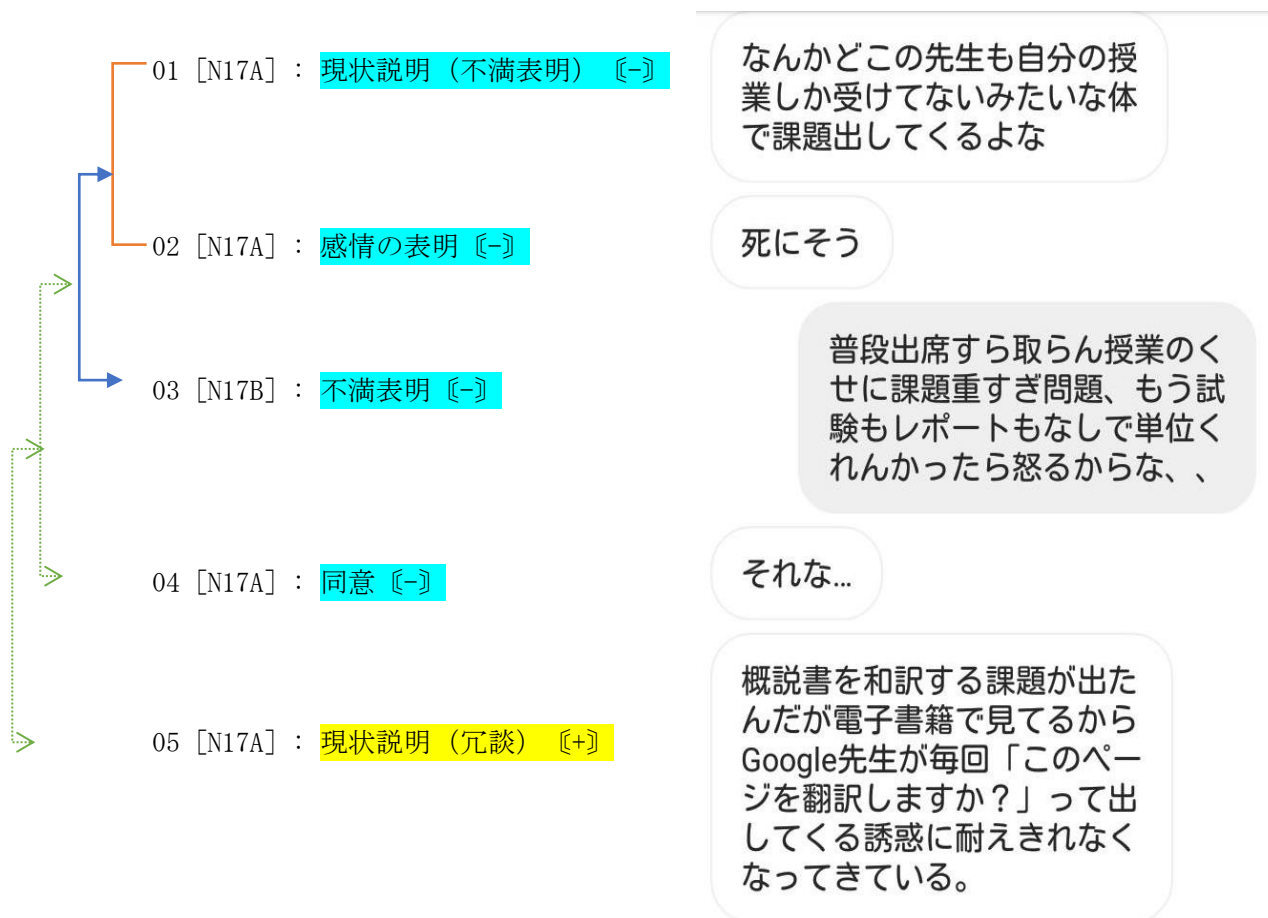 01 [N17A] : 現状説明 (不満表明) 〔-〕
なんかどこの先生も自分の授
業しか受けてないみたいな体
で課題出してくるよな
02 [N17A] : 感情の表明〔-〕
死にそう
03 [N17B] : 不満表明〔-〕
普段出席すら取らん授業のく
せに課題重すぎ問題、もう試
験もレポートもなしで単位く
れんかったら怒るからな、、
04 [N17A] : 同意〔-〕
それな…
05 [N17A] : 現状説明 (冗談) 〔+〕
概説書を和訳する課題が出た
んだが電子書籍で見てるから
Google先生が毎回「このペー
ジを翻訳しますか?」って出
してくる誘惑に耐えきれなく
なってきている。